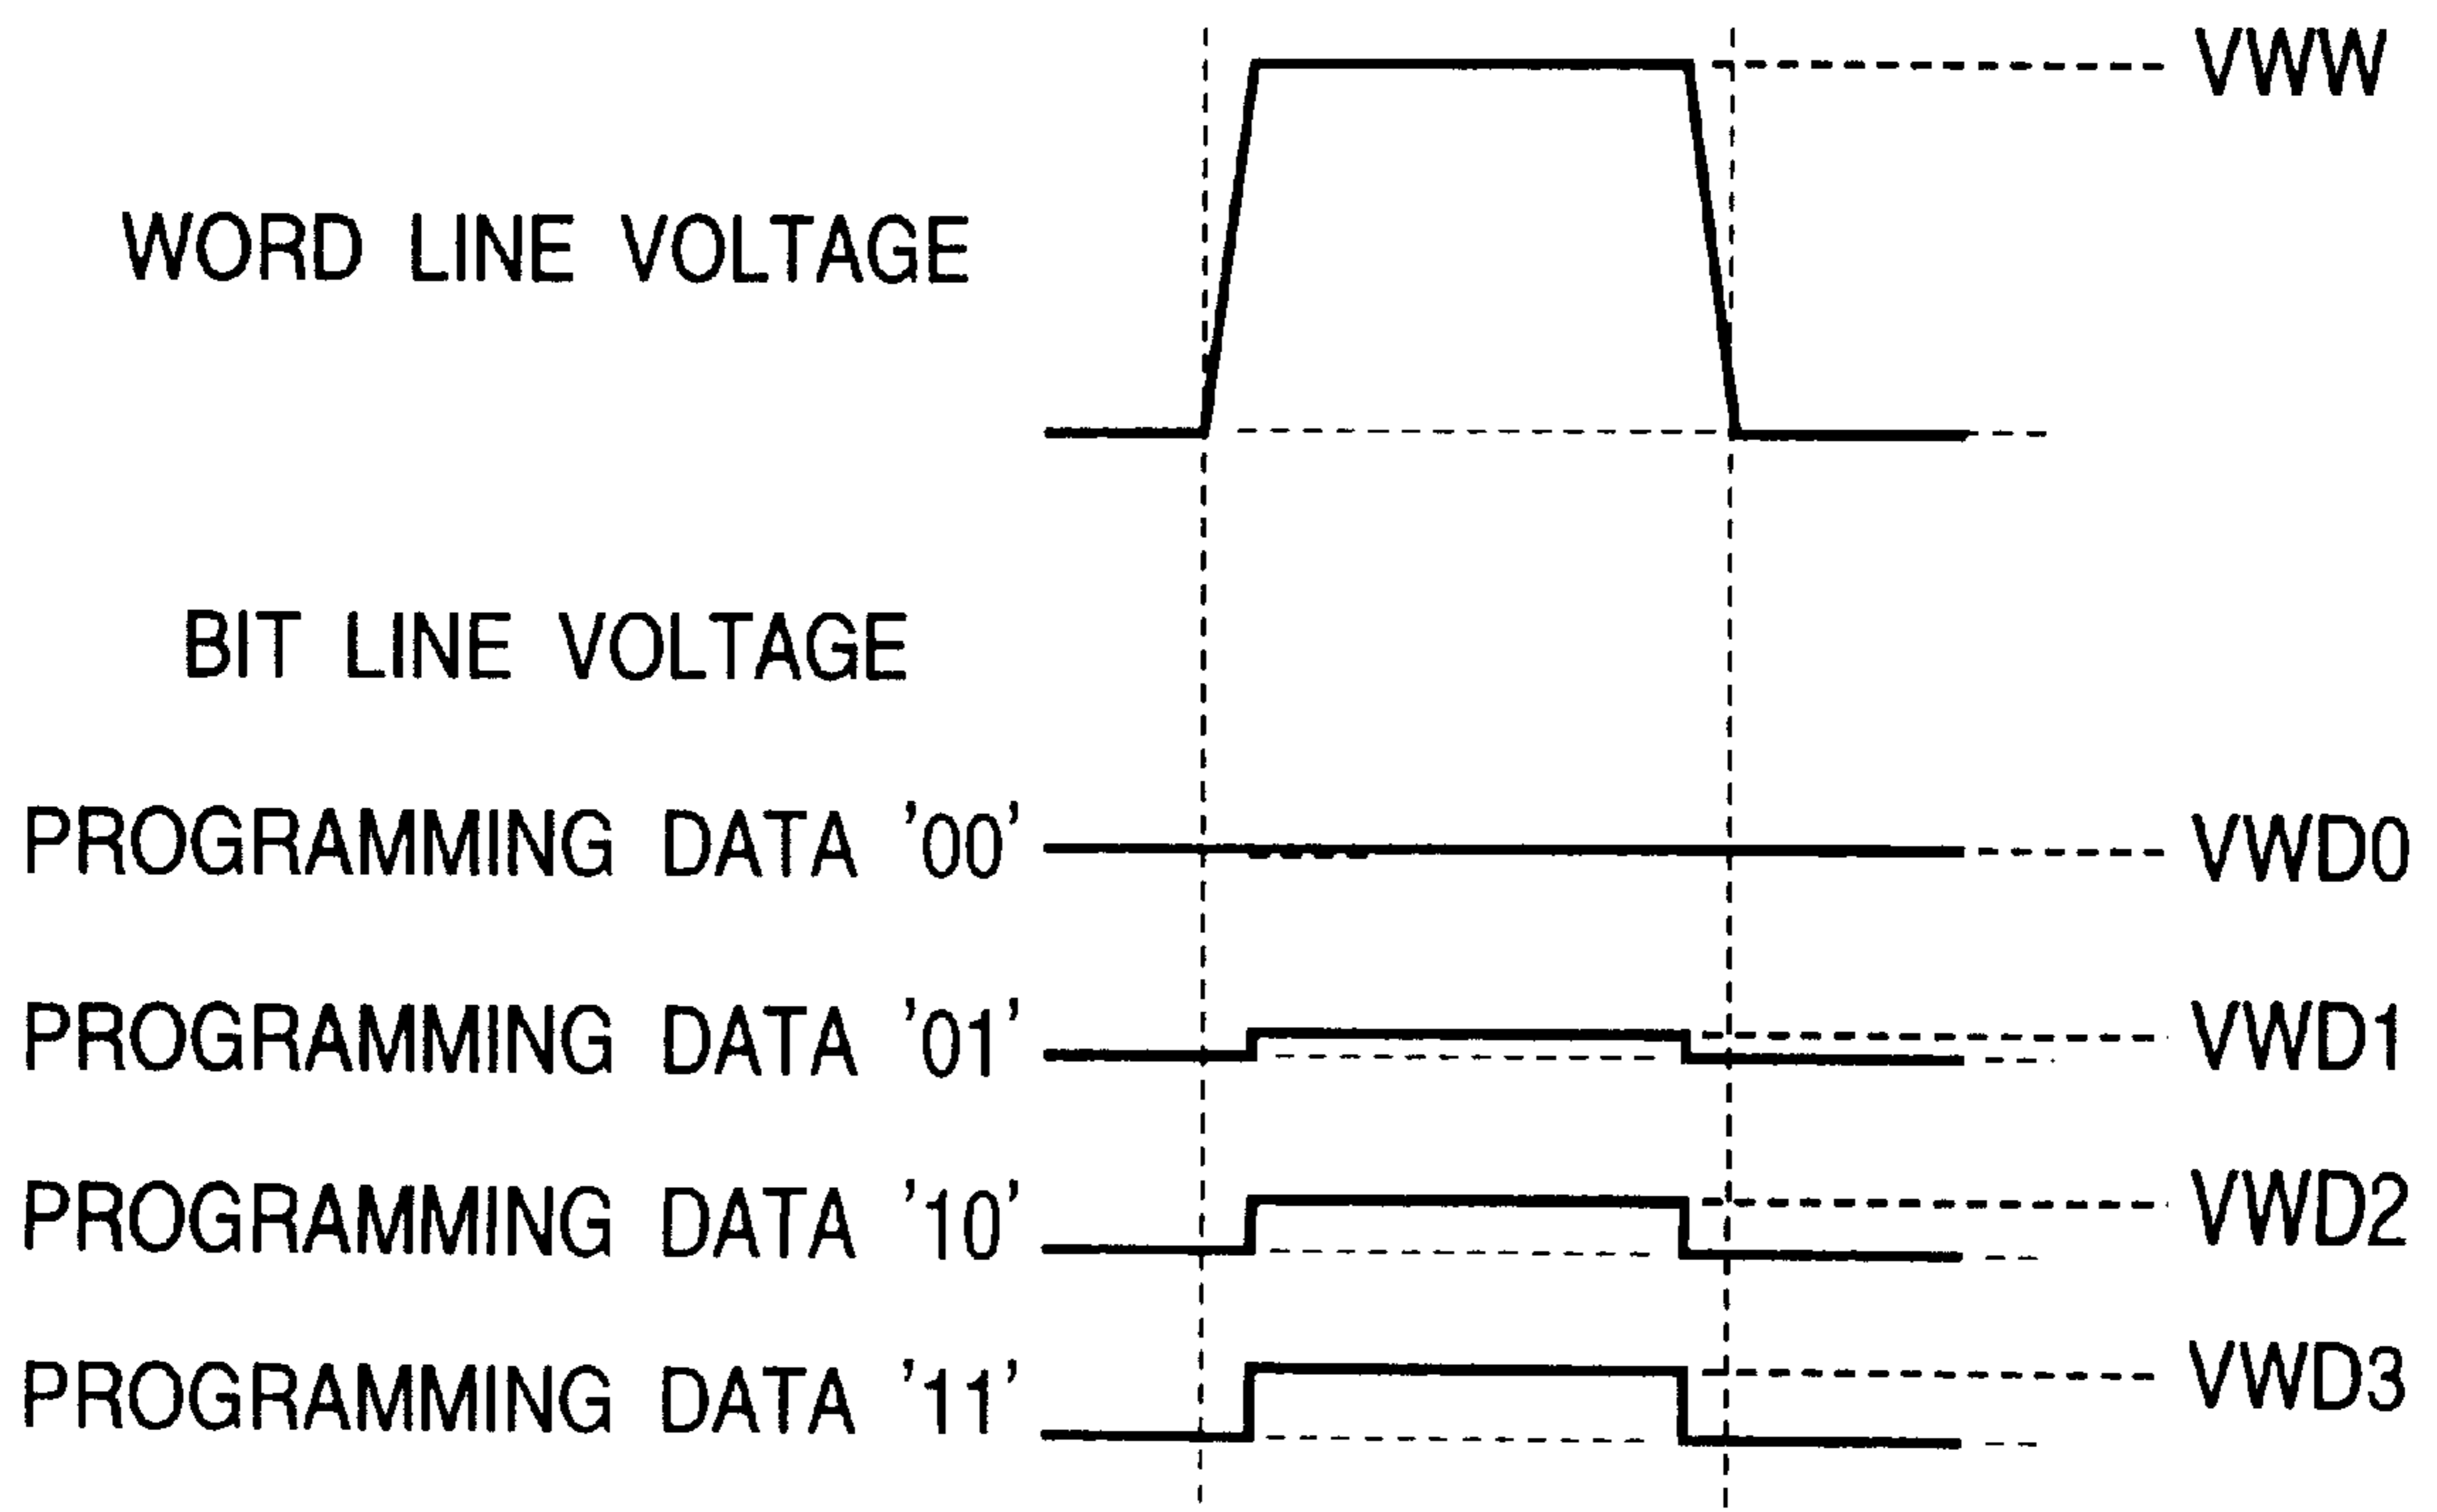 VWW
WORD LINE VOLTAGE
BIT LINE VOLTAGE
PROGRAMMING DATA '00' VWD0
PROGRAMMING DATA '01' VWD1
PROGRAMMING DATA '10' VWD2
PROGRAMMING DATA '11' VWD3